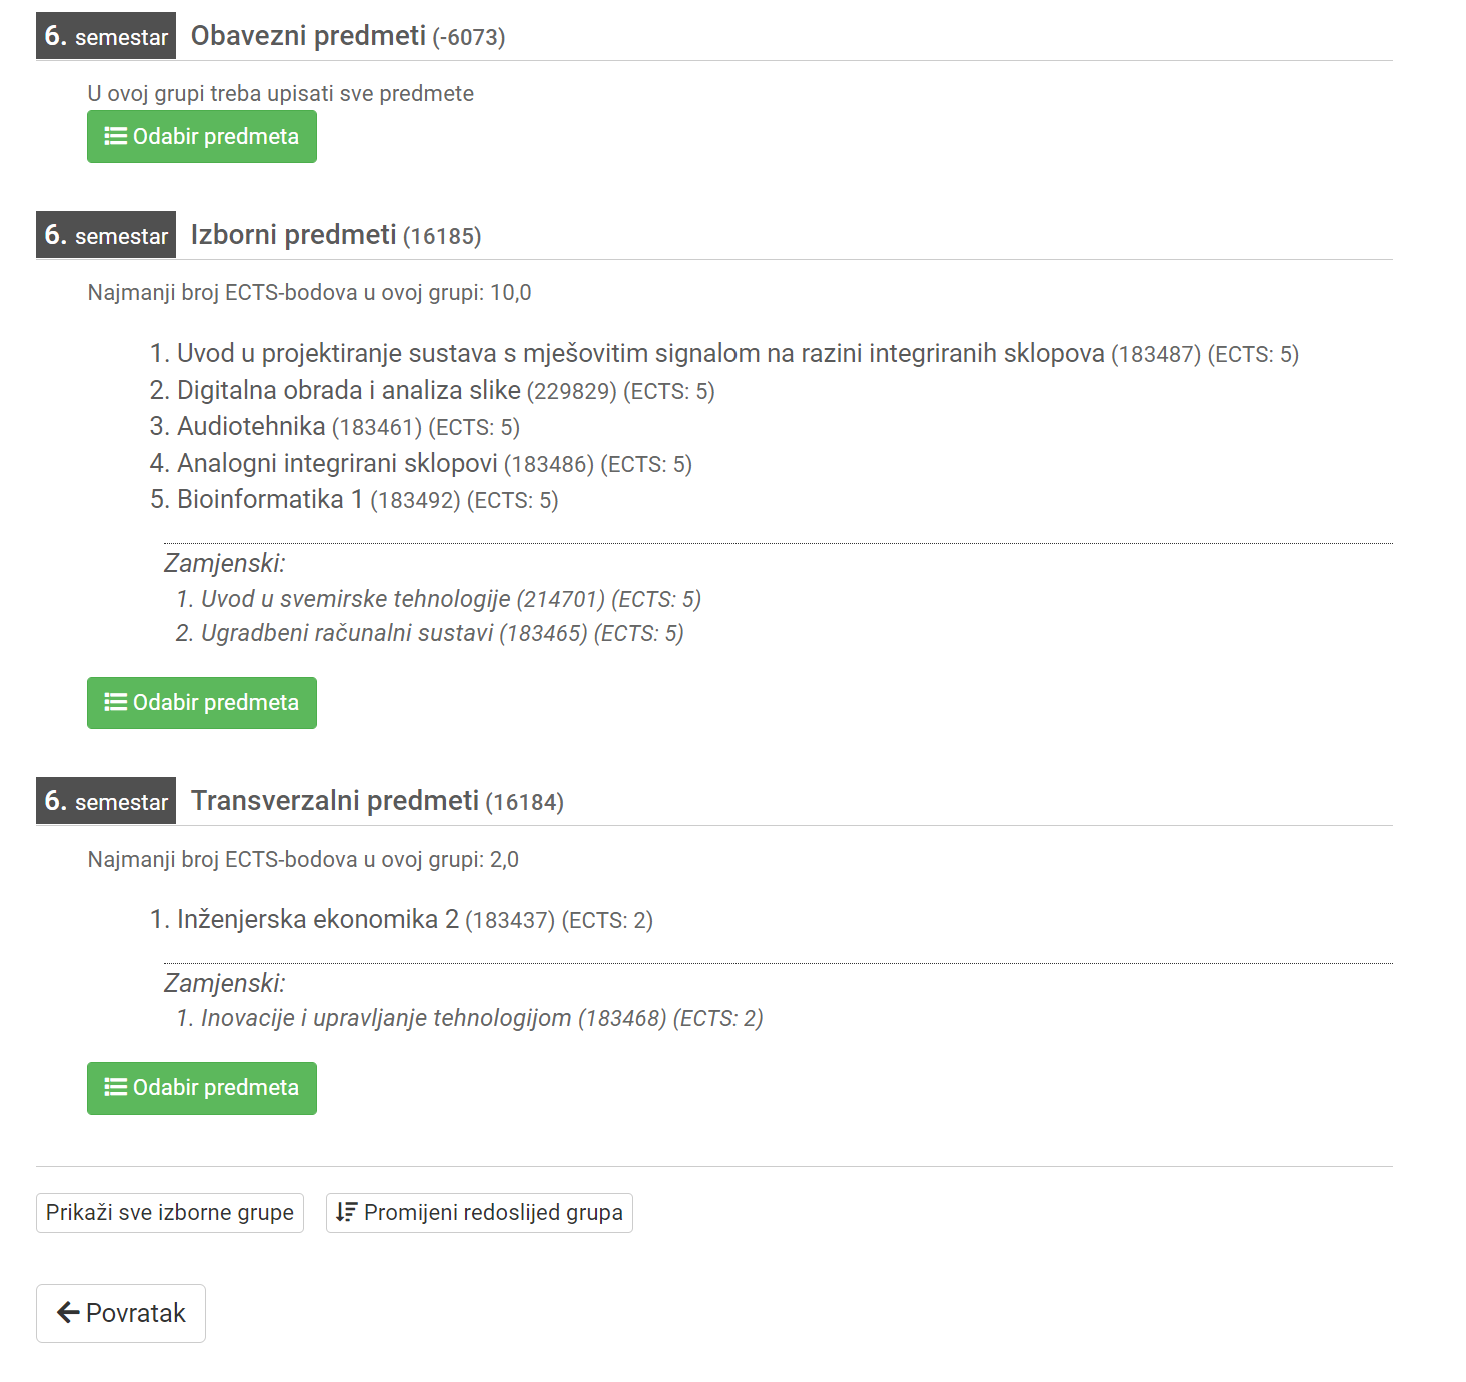 6. semestar Obavezni predmeti (-6073)
U ovoj grupi treba upisati sve predmete
Odabir predmeta
6. semestar Izborni predmeti (16185)
Najmanji broj ECTS-bodova u ovoj grupi: 10,0
1. Uvod u projektiranje sustava s mješovitim signalom na razini integriranih sklopova (183487) (ECTS: 5)
2. Digitalna obrada i analiza slike (229829) (ECTS: 5)
3. Audiotehnika (183461) (ECTS: 5)
4. Analogni integrirani sklopovi (183486) (ECTS: 5)
5. Bioinformatika 1 (183492) (ECTS: 5)
Zamjenski:
1. Uvod u svemirske tehnologije (214701) (ECTS: 5)
2. Ugradbeni računalni sustavi (183465) (ECTS: 5)
Odabir predmeta
6. semestar Transverzalni predmeti (16184)
Najmanji broj ECTS-bodova u ovoj grupi: 2,0
1. Inženjerska ekonomika 2 (183437) (ECTS: 2)
Zamjenski:
1. Inovacije i upravljanje tehnologijom (183468) (ECTS: 2)
Odabir predmeta
Prikaži sve izborne grupe Promijeni redoslijed grupa
Povratak